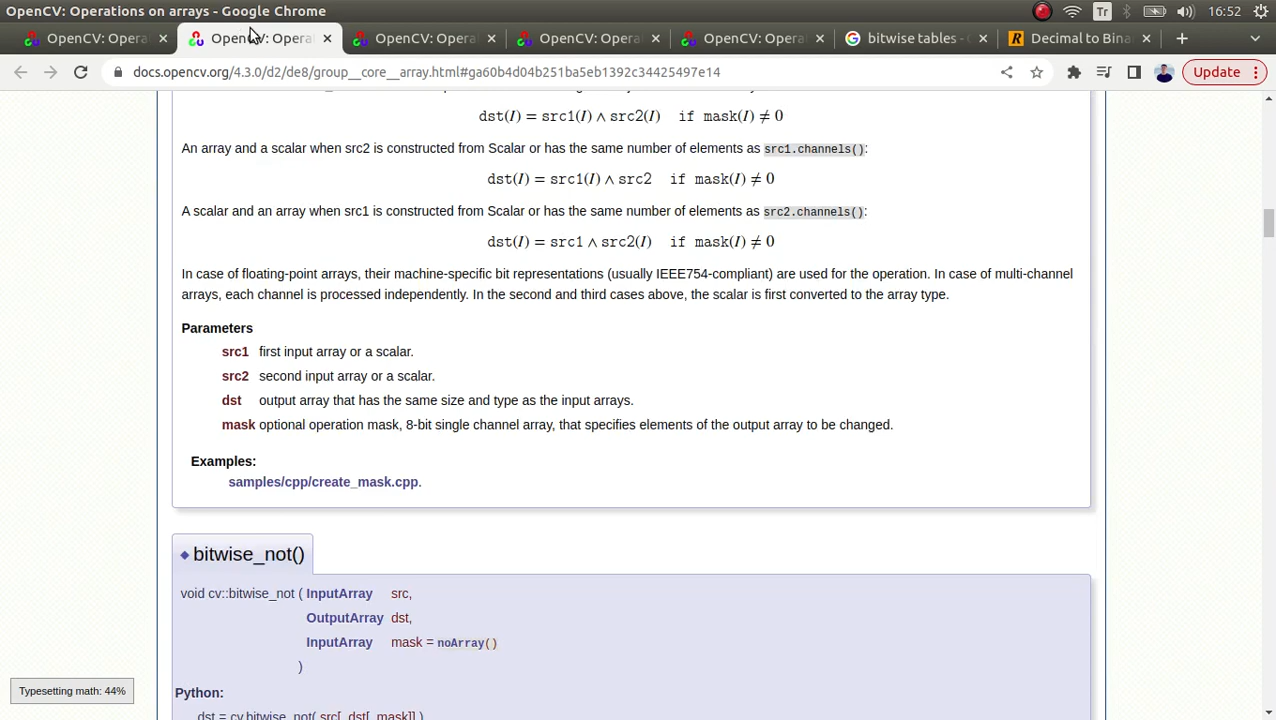 OpenCV: Operations on arrays - Google Chrome
Tr
16:52
OpenCV: Opera
OpenCV: Opera
OpenCV: Opera
OpenCV: Opera
OpenCV: Opera
bitwise tables - G
Decimal to Bina
docs.opencv.org/4.3.0/d2/de8/group__core__array.html#ga60b4d04b251ba5eb1392c34425497e14
Update
dst(I) = src1(I) ∧ src2(I) if mask(I) ≠ 0
An array and a scalar when src2 is constructed from Scalar or has the same number of elements as src1.channels():
dst(I) = src1(I) ∧ src2 if mask(I) ≠ 0
A scalar and an array when src1 is constructed from Scalar or has the same number of elements as src2.channels():
dst(I) = src1 ∧ src2(I) if mask(I) ≠ 0
In case of floating-point arrays, their machine-specific bit representations (usually IEEE754-compliant) are used for the operation. In case of multi-channel
arrays, each channel is processed independently. In the second and third cases above, the scalar is first converted to the array type.
Parameters
src1 first input array or a scalar.
src2 second input array or a scalar.
dst output array that has the same size and type as the input arrays.
mask optional operation mask, 8-bit single channel array, that specifies elements of the output array to be changed.
Examples:
samples/cpp/create_mask.cpp.
◆ bitwise_not()
void cv::bitwise_not ( InputArray src,
OutputArray dst,
InputArray mask = noArray()
)
Typesetting math: 44%
Python:
dst = cv.bitwise_not( src[, dst[, mask]] )